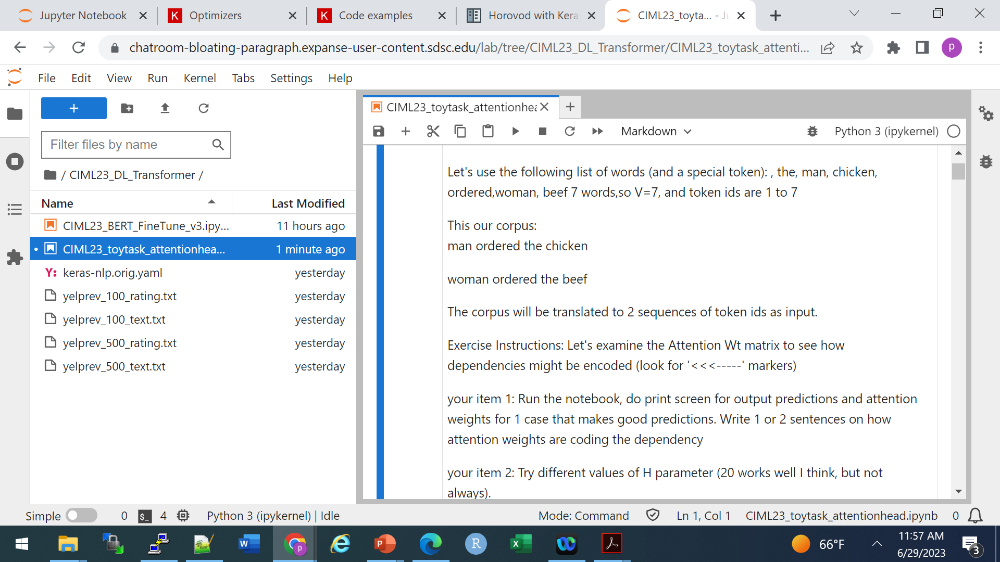 Jupyter Notebook
Optimizers
Code examples
Horovod with Kera
CIML23_toyta... - Ju
chatroom-bloating-paragraph.expanse-user-content.sdsc.edu/lab/tree/CIML23_DL_Transformer/CIML23_toytask_attenti...
p
File Edit View Run Kernel Tabs Settings Help
Filter files by name
/ CIML23_DL_Transformer /
Name Last Modified
CIML23_BERT_FineTune_v3.ipy... 11 hours ago
CIML23_toytask_attentionhea... 1 minute ago
Y: keras-nlp.orig.yaml yesterday
yelprev_100_rating.txt yesterday
yelprev_100_text.txt yesterday
yelprev_500_rating.txt yesterday
yelprev_500_text.txt yesterday
CIML23_toytask_attentionhea
Markdown
Python 3 (ipykernel)
Let's use the following list of words (and a special token): , the, man, chicken,
ordered,woman, beef 7 words,so V=7, and token ids are 1 to 7
This our corpus:
man ordered the chicken
woman ordered the beef
The corpus will be translated to 2 sequences of token ids as input.
Exercise Instructions: Let's examine the Attention Wt matrix to see how
dependencies might be encoded (look for '<<<-----' markers)
your item 1: Run the notebook, do print screen for output predictions and attention
weights for 1 case that makes good predictions. Write 1 or 2 sentences on how
attention weights are coding the dependency
your item 2: Try different values of H parameter (20 works well I think, but not
always).
Simple 0 $_ 4 Python 3 (ipykernel) | Idle
Mode: Command Ln 1, Col 1 CIML23_toytask_attentionhead.ipynb 0
66°F
11:57 AM
6/29/2023
3